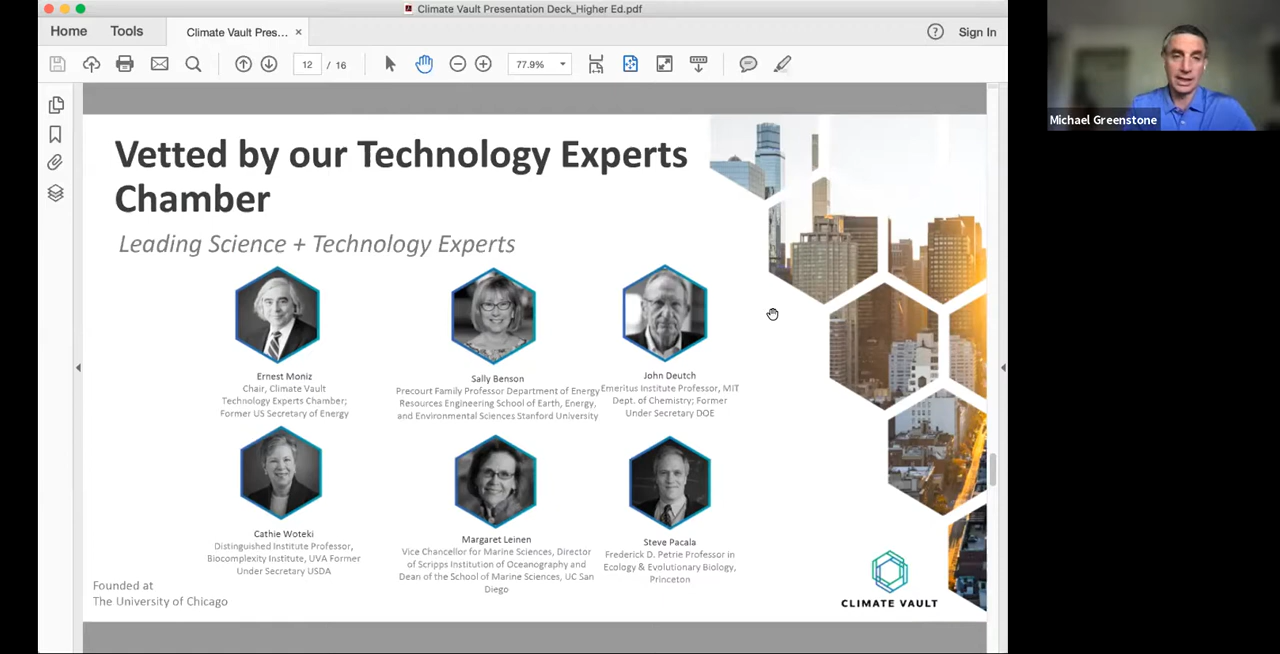 Climate Vault Presentation Deck_Higher Ed.pdf
Home
Tools
Climate Vault Pres...
×
Sign In
12 / 16
77.9%
Michael Greenstone
Vetted by our Technology Experts
Chamber
Leading Science + Technology Experts
Ernest Moniz
Chair, Climate Vault
Technology Experts Chamber;
Former US Secretary of Energy
Sally Benson
Precourt Family Professor Department of Energy
Resources Engineering School of Earth, Energy,
and Environmental Sciences Stanford University
John Deutch
Emeritus Institute Professor, MIT
Dept. of Chemistry; Former
Under Secretary DOE
Cathie Woteki
Distinguished Institute Professor,
Biocomplexity Institute, UVA Former
Under Secretary USDA
Margaret Leinen
Vice Chancellor for Marine Sciences, Director
of Scripps Institution of Oceanography and
Dean of the School of Marine Sciences, UC San
Diego
Steve Pacala
Frederick D. Petrie Professor in
Ecology & Evolutionary Biology,
Princeton
Founded at
The University of Chicago
CLIMATE VAULT